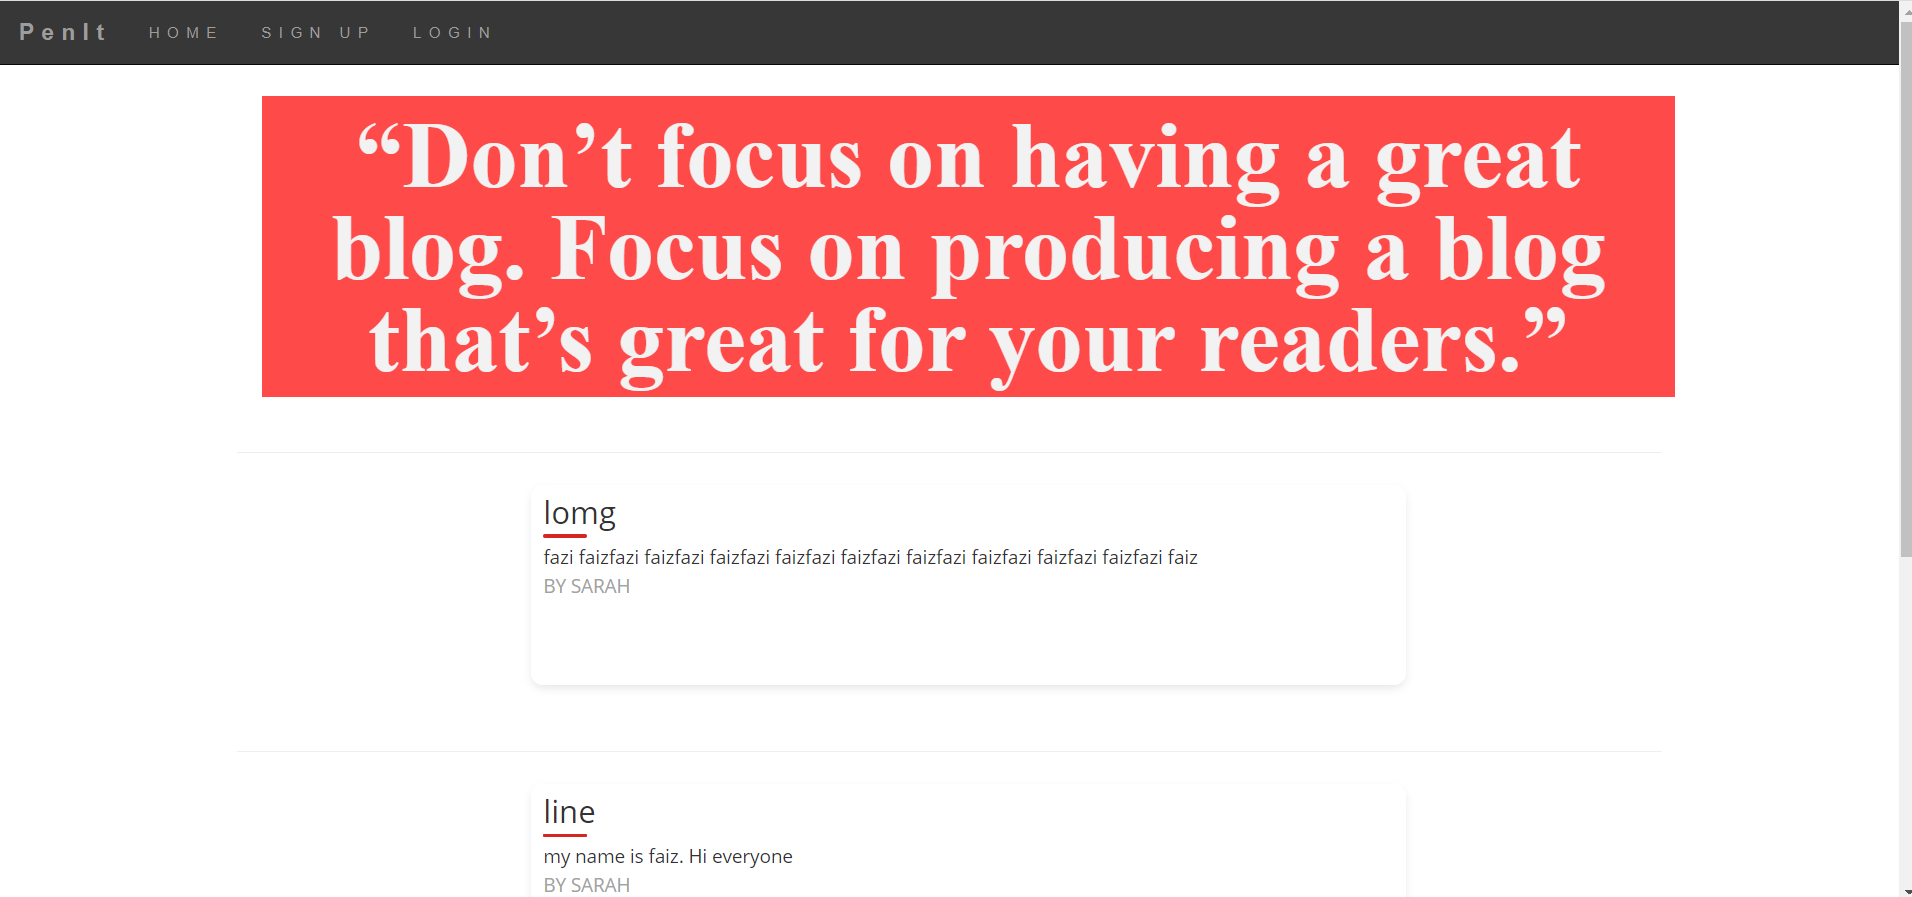 PenIt HOME SIGN UP LOGIN
“Don’t focus on having a great
blog. Focus on producing a blog
that’s great for your readers.”
lomg
fazi faizfazi faizfazi faizfazi faizfazi faizfazi faizfazi faizfazi faizfazi faizfazi faiz
BY SARAH
line
my name is faiz. Hi everyone
BY SARAH